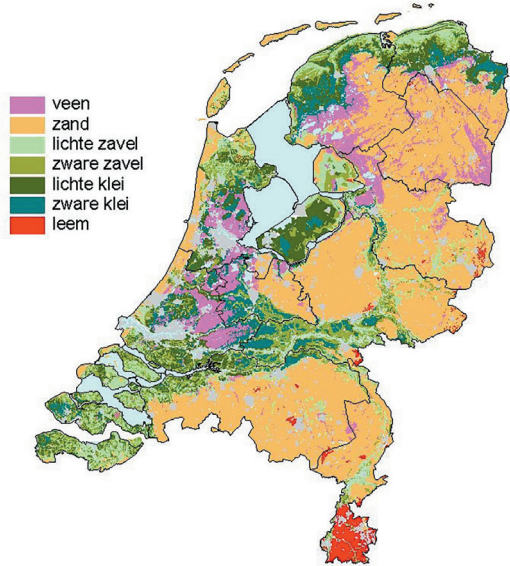 veen
zand
lichte zavel
zware zavel
lichte klei
zware klei
leem